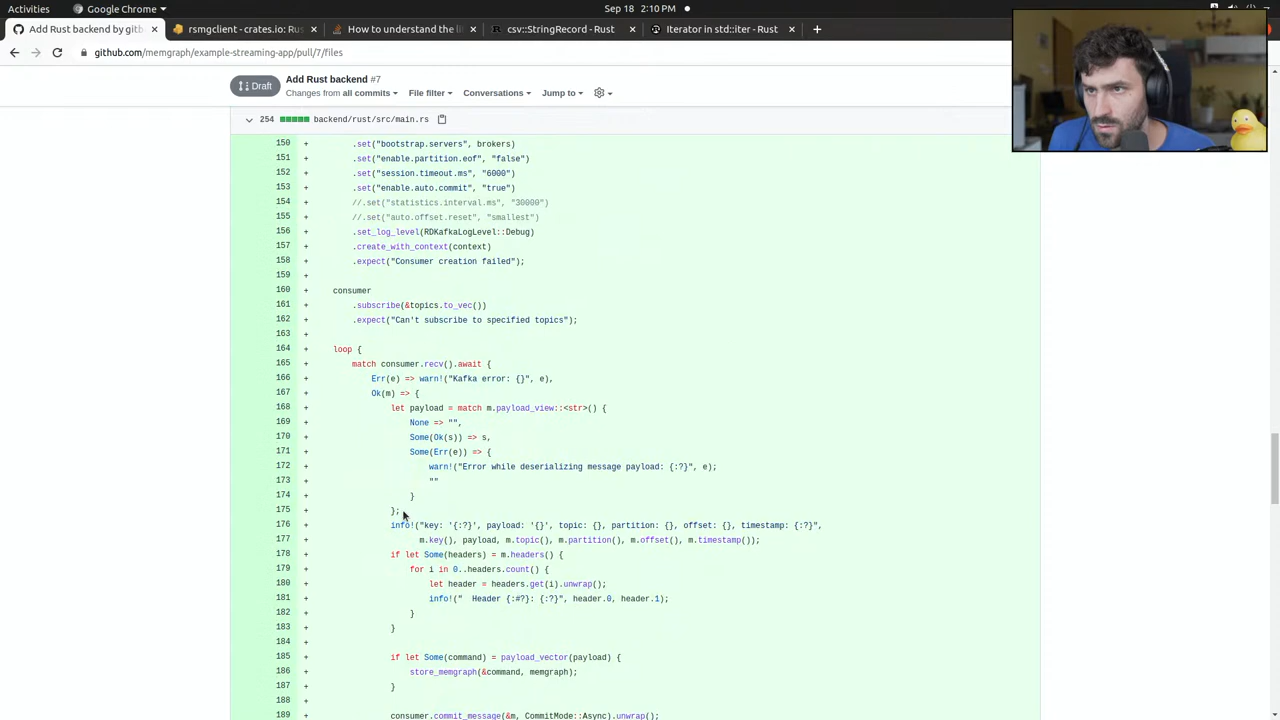 Activities
Google Chrome
Sep 18 2:10 PM
Add Rust backend by gith
rsmgclient - crates.io: Ru
How to understand the li
csv::StringRecord - Rust
Iterator in std::iter - Rust
github.com/memgraph/example-streaming-app/pull/7/files
Draft
Add Rust backend #7
Changes from all commits
File filter
Conversations
Jump to
254 backend/rust/src/main.rs
150 + .set("bootstrap.servers", brokers)
151 + .set("enable.partition.eof", "false")
152 + .set("session.timeout.ms", "6000")
153 + .set("enable.auto.commit", "true")
154 + //.set("statistics.interval.ms", "30000")
155 + //.set("auto.offset.reset", "smallest")
156 + .set_log_level(RDKafkaLogLevel::Debug)
157 + .create_with_context(context)
158 + .expect("Consumer creation failed");
159 +
160 + consumer
161 + .subscribe(&topics.to_vec())
162 + .expect("Can't subscribe to specified topics");
163 +
164 + loop {
165 + match consumer.recv().await {
166 + Err(e) => warn!("Kafka error: {}", e),
167 + Ok(m) => {
168 + let payload = match m.payload_view::<str>() {
169 + None => "",
170 + Some(Ok(s)) => s,
171 + Some(Err(e)) => {
172 + warn!("Error while deserializing message payload: {:?}", e);
173 + ""
174 + }
175 + };
176 + info!("key: '{:?}', payload: '{}', topic: {}, partition: {}, offset: {}, timestamp: {:?}",
177 + m.key(), payload, m.topic(), m.partition(), m.offset(), m.timestamp());
178 + if let Some(headers) = m.headers() {
179 + for i in 0..headers.count() {
180 + let header = headers.get(i).unwrap();
181 + info!("  Header {:#?}: {:?}", header.0, header.1);
182 + }
183 + }
184 +
185 + if let Some(command) = payload_vector(payload) {
186 + store_memgraph(&command, memgraph);
187 + }
188 +
189 + consumer.commit_message(&m, CommitMode::Async).unwrap();